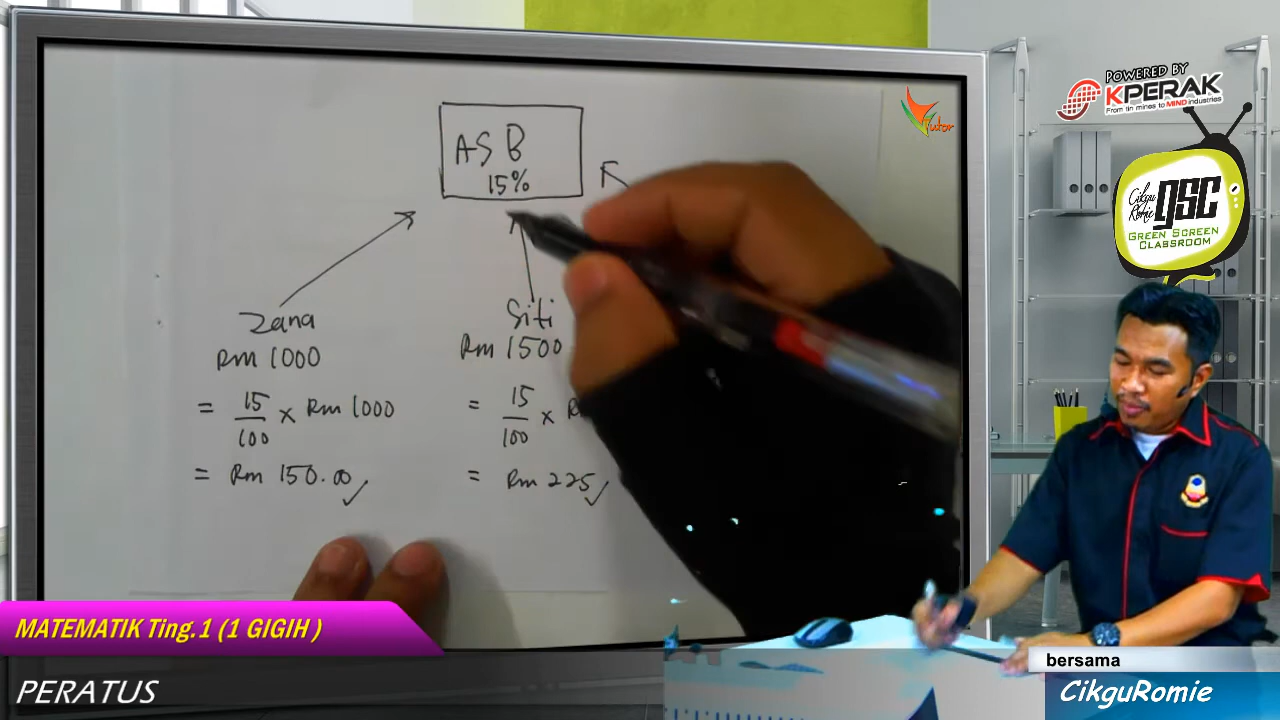 ASB
15%
Zana
Rm 1000
= 15/100 x Rm 1000
= Rm 150.00
Siti
Rm 1500
= 15/100 x
= Rm 225
Tutor
POWERED BY
KPERAK
From tin mines to MIND industries
Cikgu Romie GSC
GREEN SCREEN
CLASSROOM
MATEMATIK Ting.1 (1 GIGIH )
PERATUS
bersama
CikguRomie